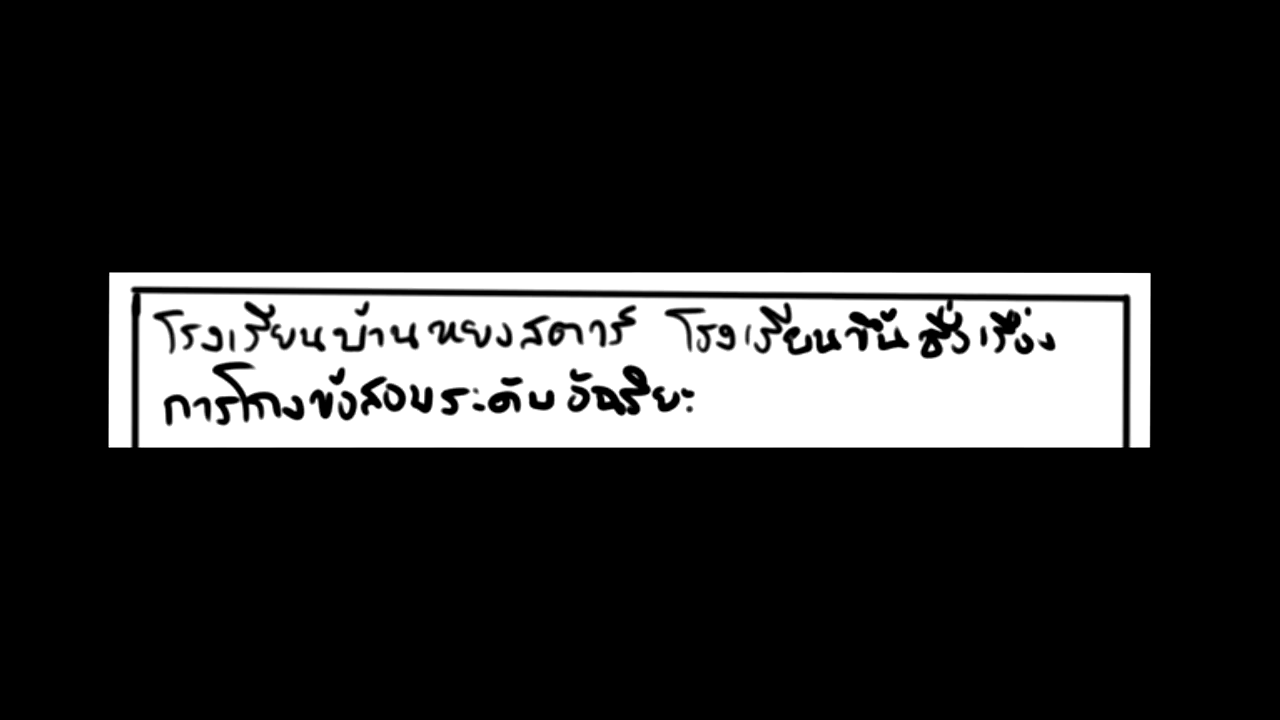 โรงเรียนบ้านหยงสตาร์ โรงเรียนขึ้นชื่อเรื่อง
การโกงข้อสอบระดับอัจฉริยะ